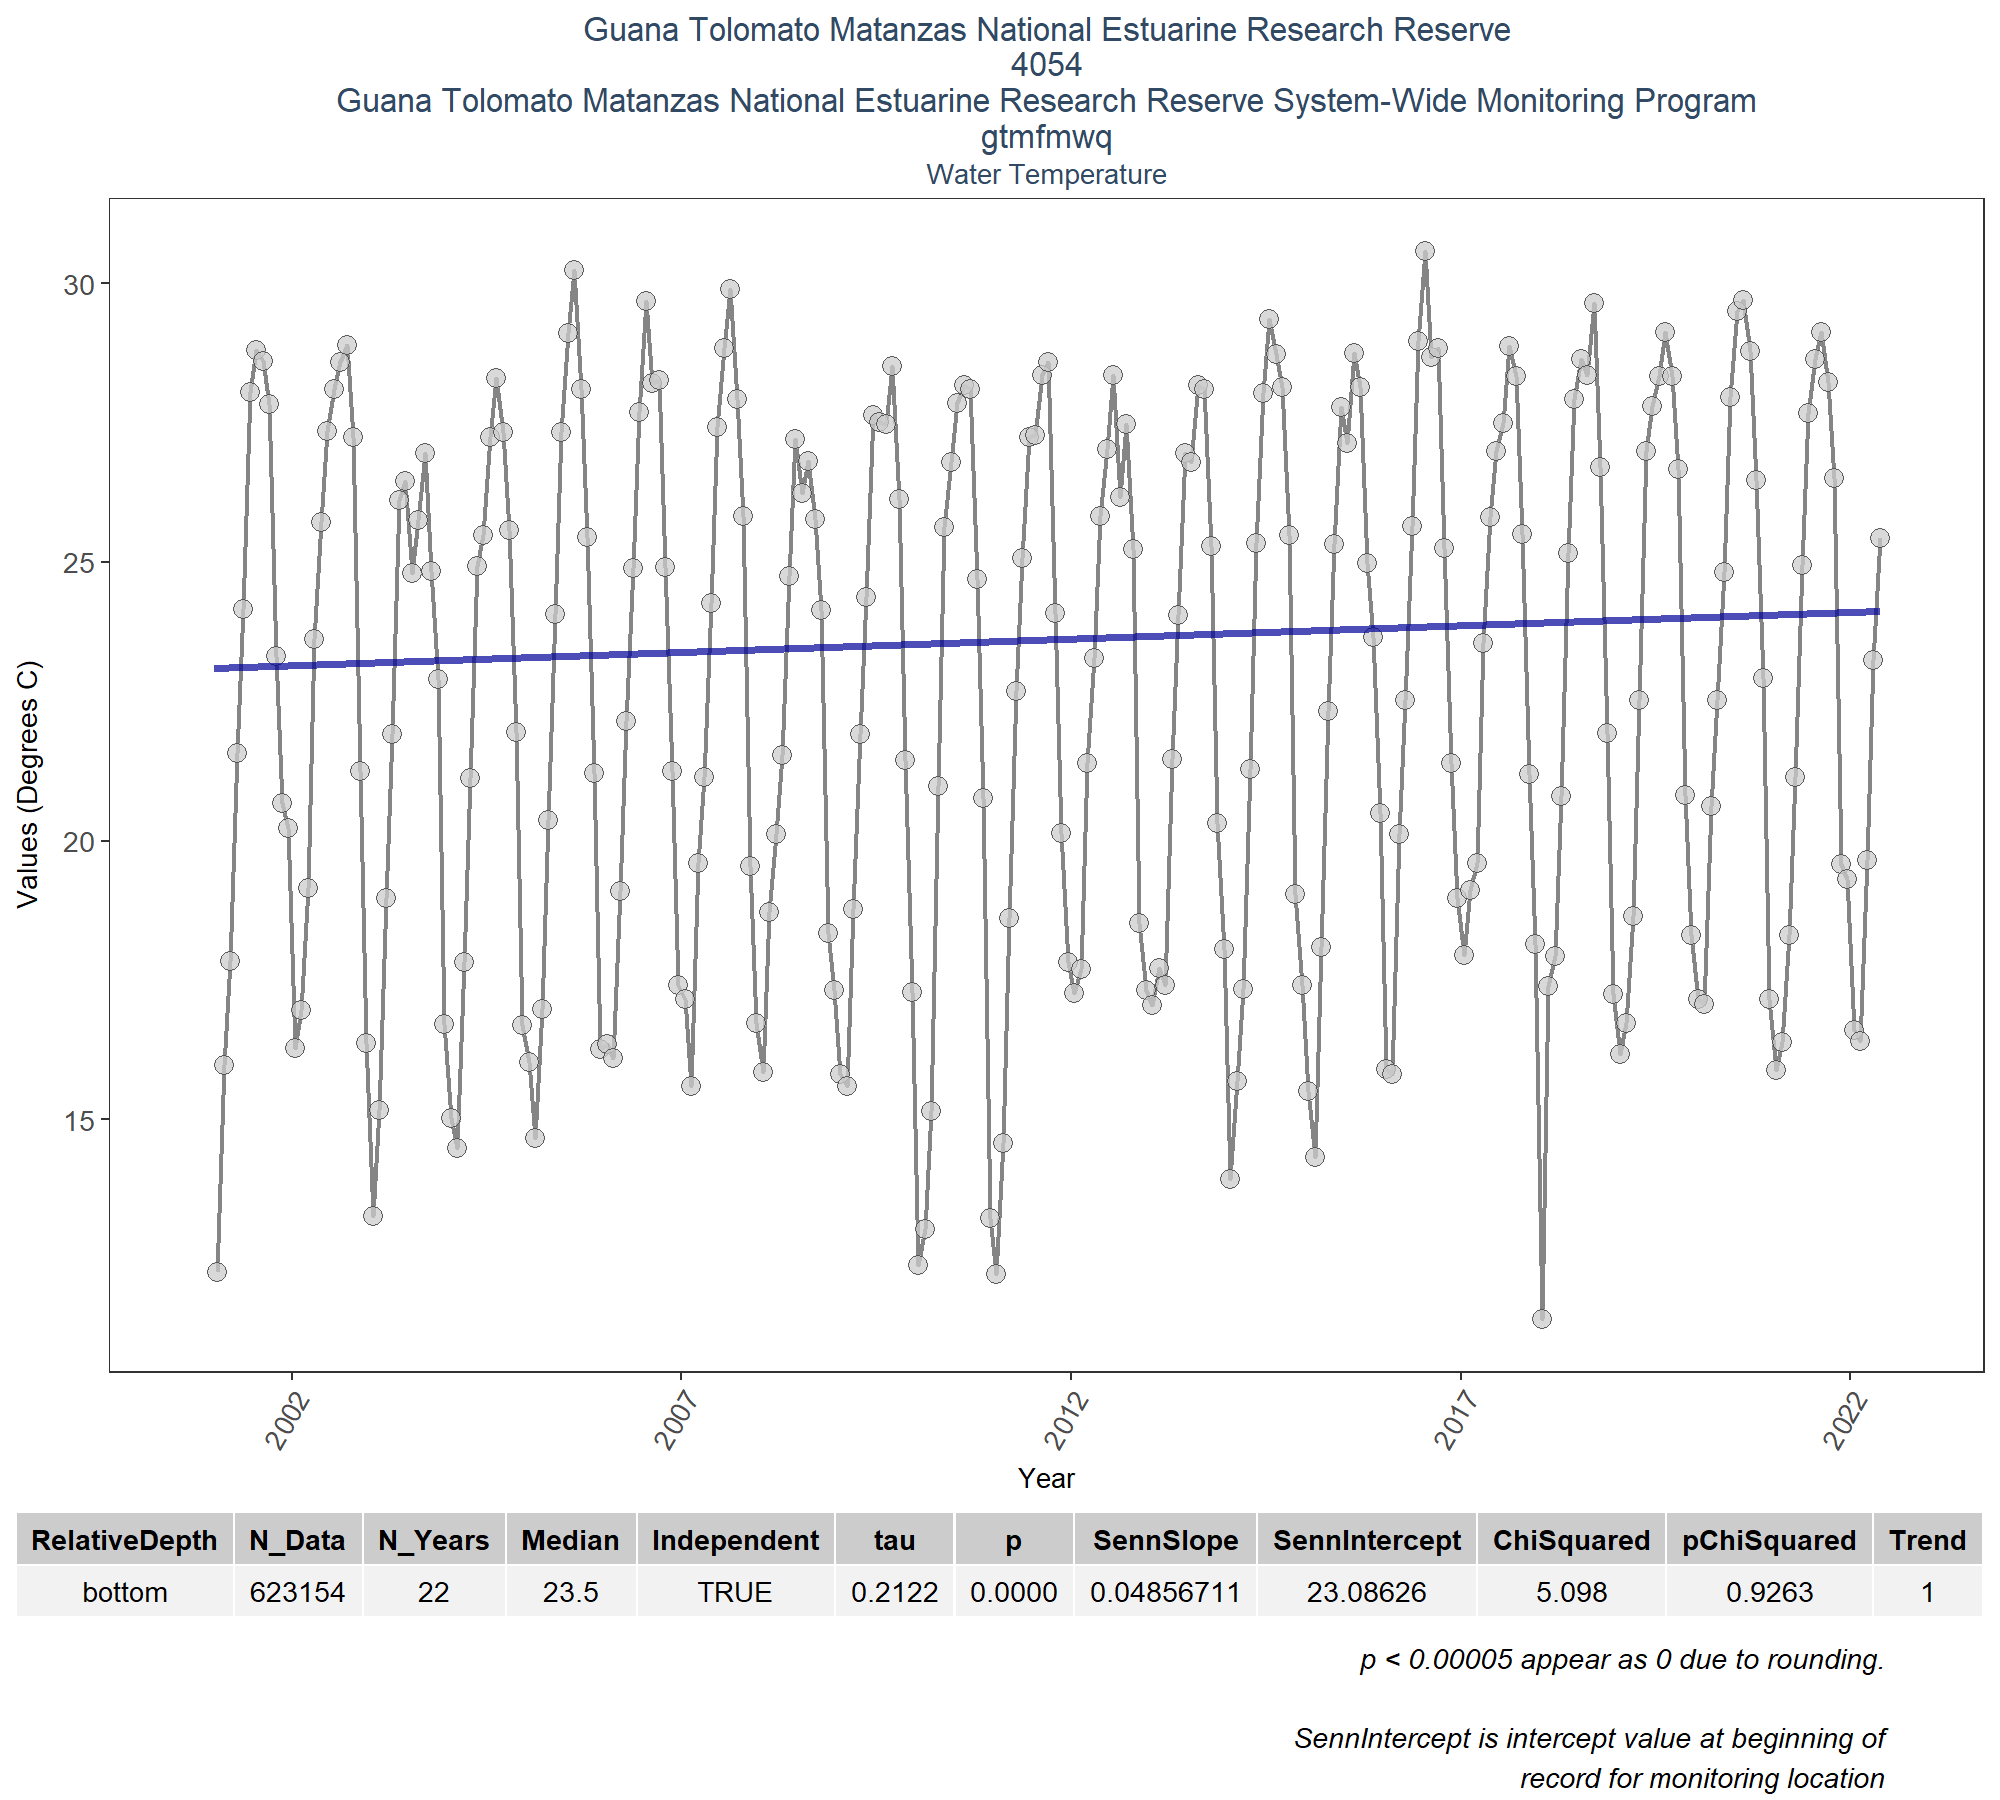 Guana Tolomato Matanzas National Estuarine Research Reserve
4054
Guana Tolomato Matanzas National Estuarine Research Reserve System-Wide Monitoring Program
gtmfmwq
Water Temperature
30
25
20
15
Values (Degrees C)
2002
2007
2012
2017
2022
Year
RelativeDepth N_Data N_Years Median Independent tau p SennSlope SennIntercept ChiSquared pChiSquared Trend
bottom 623154 22 23.5 TRUE 0.2122 0.0000 0.04856711 23.08626 5.098 0.9263 1
p < 0.00005 appear as 0 due to rounding.
SennIntercept is intercept value at beginning of
record for monitoring location